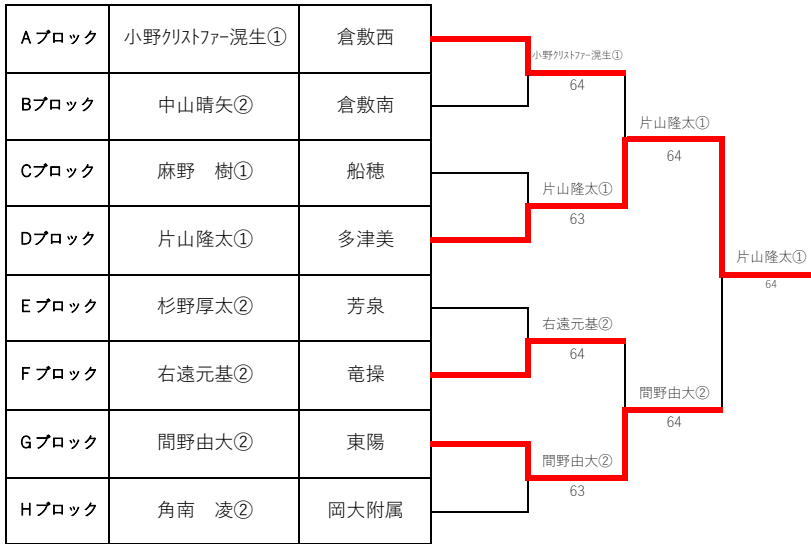 Aブロック 小野クリストファー滉生① 倉敷西
Bブロック 中山晴矢② 倉敷南
Cブロック 麻野　樹① 船穂
Dブロック 片山隆太① 多津美
Eブロック 杉野厚太② 芳泉
Fブロック 右遠元基② 竜操
Gブロック 間野由大② 東陽
Hブロック 角南　凌② 岡大附属
小野クリストファー滉生①
64
片山隆太①
63
右遠元基②
64
間野由大②
63
片山隆太①
64
間野由大②
64
片山隆太①
64